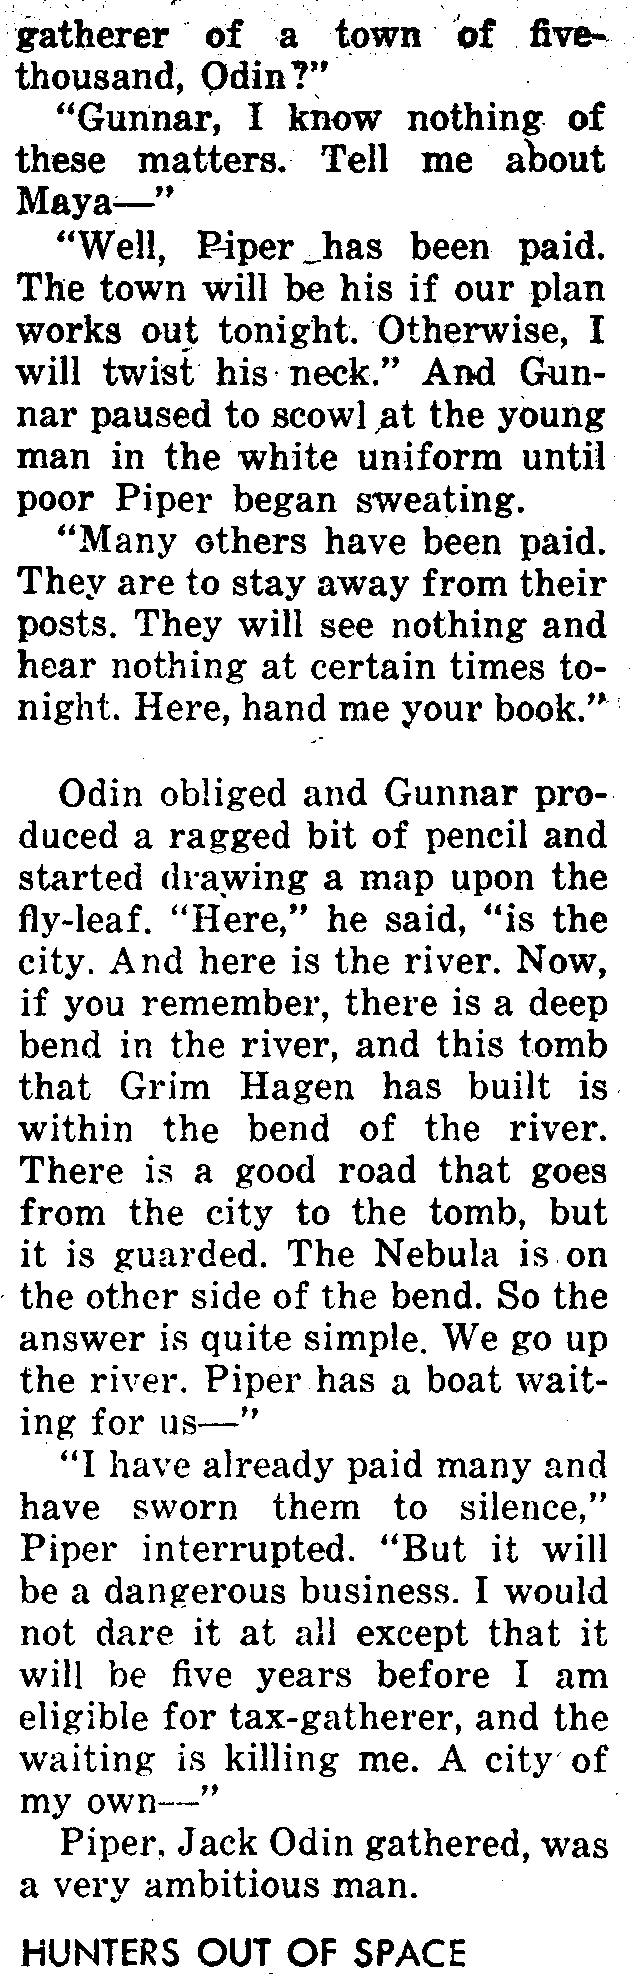 gatherer of a town of five-
thousand, Odin?”
“Gunnar, I know nothing of
these matters. Tell me about
Maya—”
“Well, Piper has been paid.
The town will be his if our plan
works out tonight. Otherwise, I
will twist his neck.” And Gun-
nar paused to scowl at the young
man in the white uniform until
poor Piper began sweating.
“Many others have been paid.
They are to stay away from their
posts. They will see nothing and
hear nothing at certain times to-
night. Here, hand me your book.”
Odin obliged and Gunnar pro-
duced a ragged bit of pencil and
started drawing a map upon the
fly-leaf. “Here,” he said, “is the
city. And here is the river. Now,
if you remember, there is a deep
bend in the river, and this tomb
that Grim Hagen has built is
within the bend of the river.
There is a good road that goes
from the city to the tomb, but
it is guarded. The Nebula is on
the other side of the bend. So the
answer is quite simple. We go up
the river. Piper has a boat wait-
ing for us—”
“I have already paid many and
have sworn them to silence,”
Piper interrupted. “But it will
be a dangerous business. I would
not dare it at all except that it
will be five years before I am
eligible for tax-gatherer, and the
waiting is killing me. A city of
my own—”
Piper, Jack Odin gathered, was
a very ambitious man.
HUNTERS OUT OF SPACE